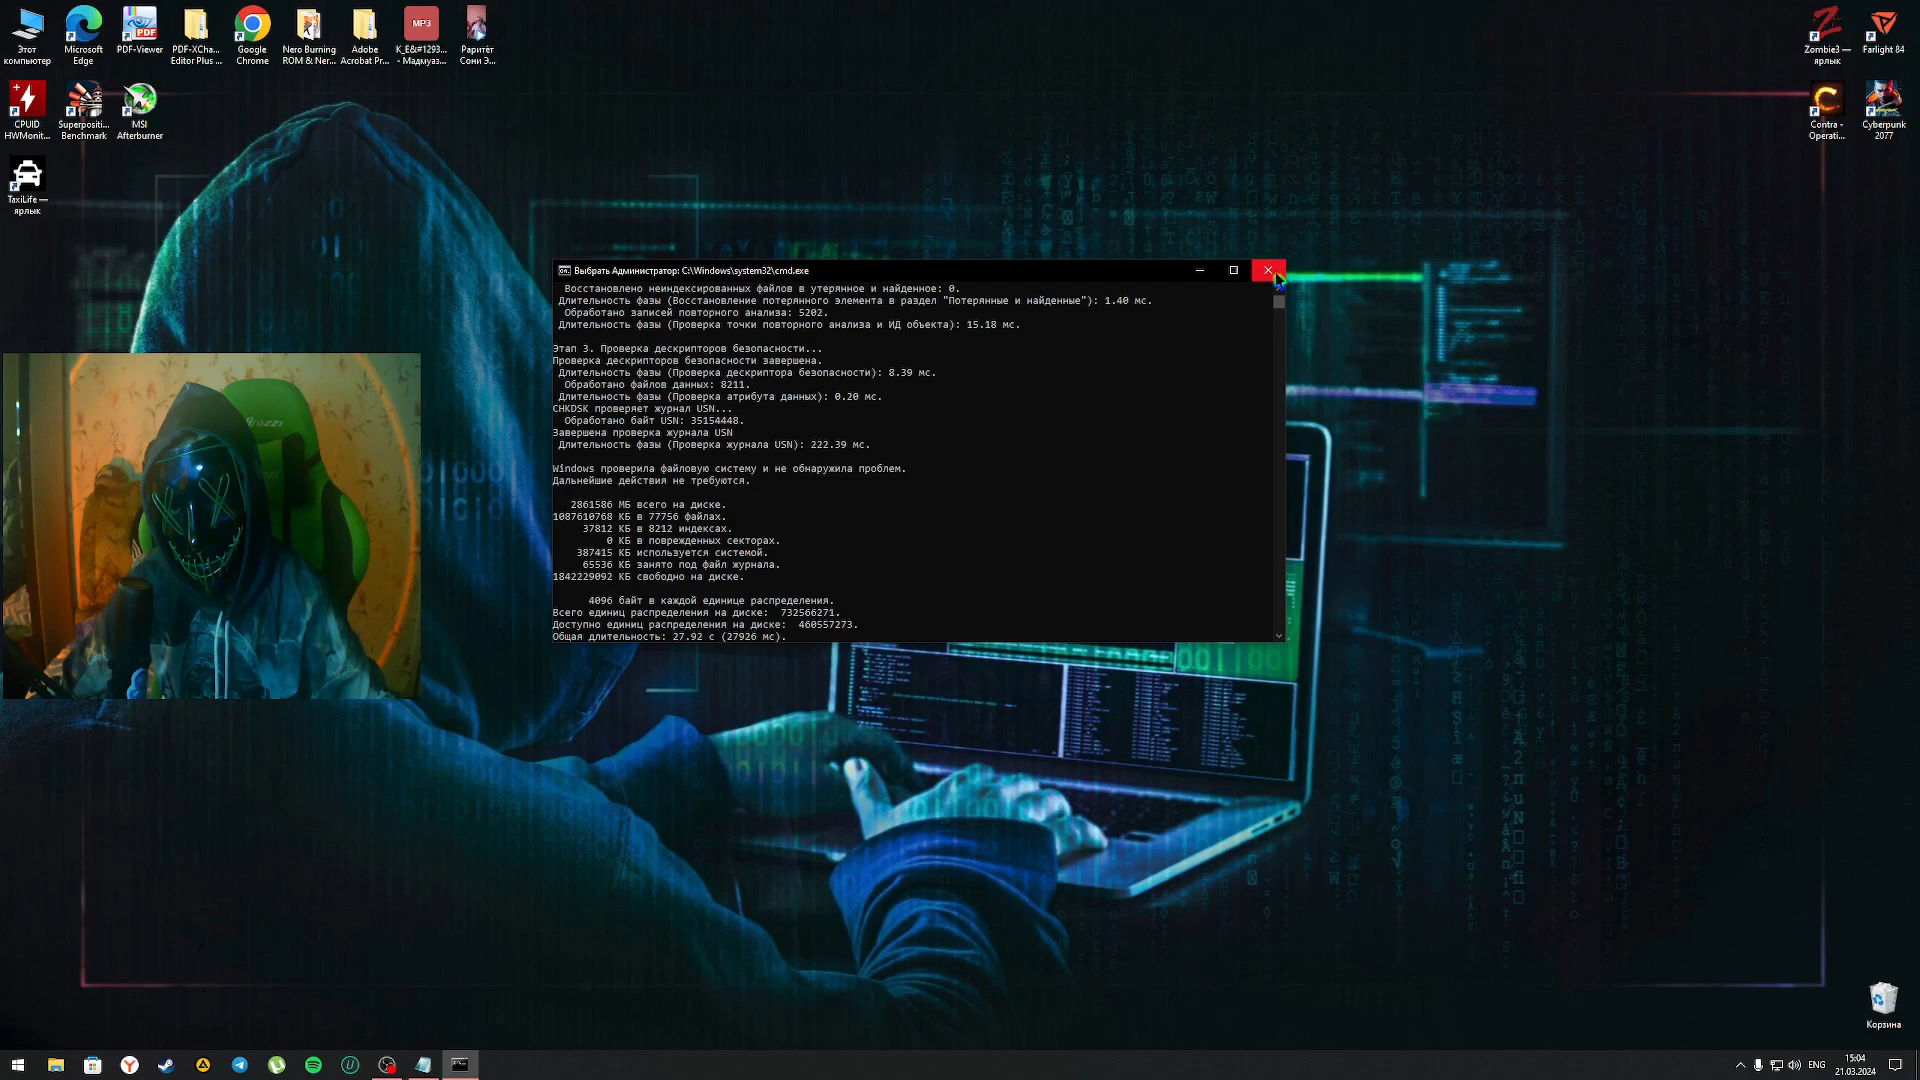 Этот
компьютер
Microsoft
Edge
PDF-Viewer
PDF-XCha...
Editor Plus ...
Google
Chrome
Nero Burning
ROM & Ner...
Adobe
Acrobat Pr...
MP3
K_E&#1293...
- Мадмуаз...
Раритёт
Сони Э...
Zombie3 —
ярлык
Farlight 84
CPUID
HWMonit...
Superpositi...
Benchmark
MSI
Afterburner
Contra -
Operati...
Cyberpunk
2077
TaxiLife —
ярлык
Выбрать Администратор: C:\Windows\system32\cmd.exe
Восстановлено неиндексированных файлов в утерянное и найденное: 0.
Длительность фазы (Восстановление потерянного элемента в раздел "Потерянные и найденные"): 1.40 мс.
Обработано записей повторного анализа: 5202.
Длительность фазы (Проверка точки повторного анализа и ИД объекта): 15.18 мс.
Этап 3. Проверка дескрипторов безопасности...
Проверка дескрипторов безопасности завершена.
Длительность фазы (Проверка дескриптора безопасности): 8.39 мс.
Обработано файлов данных: 8211.
Длительность фазы (Проверка атрибута данных): 0.20 мс.
CHKDSK проверяет журнал USN...
Обработано байт USN: 35154448.
Завершена проверка журнала USN
Длительность фазы (Проверка журнала USN): 222.39 мс.
Windows проверила файловую систему и не обнаружила проблем.
Дальнейшие действия не требуются.
2861586 МБ всего на диске.
1087610768 КБ в 77756 файлах.
37812 КБ в 8212 индексах.
0 КБ в поврежденных секторах.
387415 КБ используется системой.
65536 КБ занято под файл журнала.
1842229092 КБ свободно на диске.
4096 байт в каждой единице распределения.
Всего единиц распределения на диске: 732566271.
Доступно единиц распределения на диске: 460557273.
Общая длительность: 27.92 с (27926 мс).
Arozzi
Корзина
ENG
15:04
21.03.2024